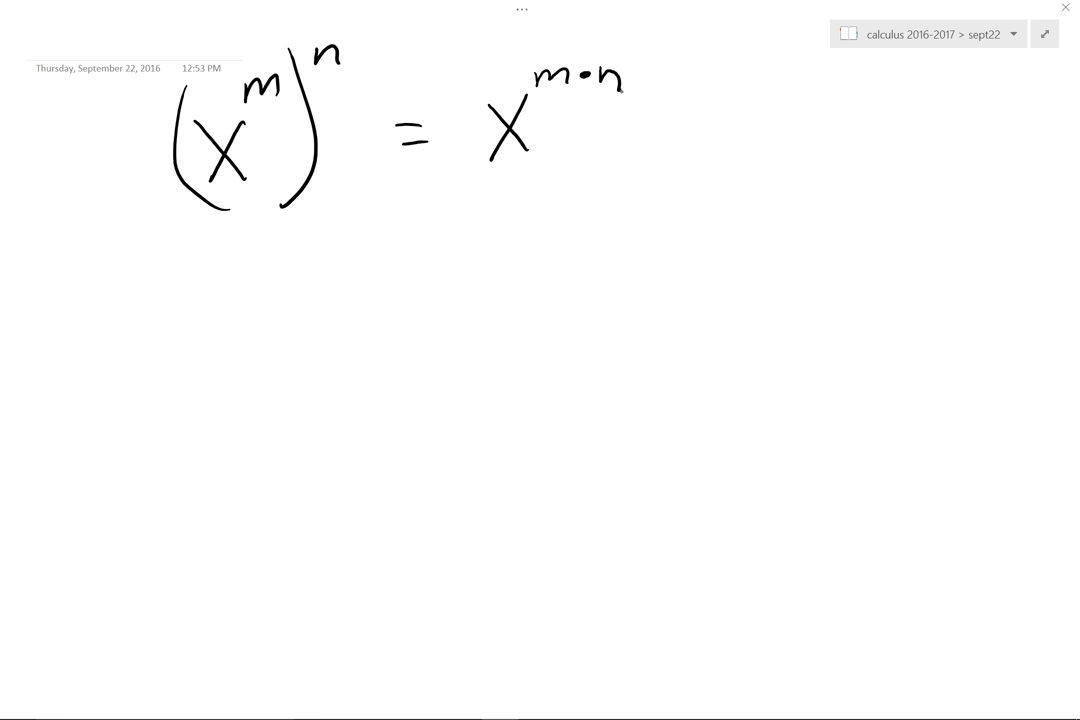 ...
calculus 2016-2017 > sept22
Thursday, September 22, 2016 12:53 PM
(x^m)^n = x^{m·n}